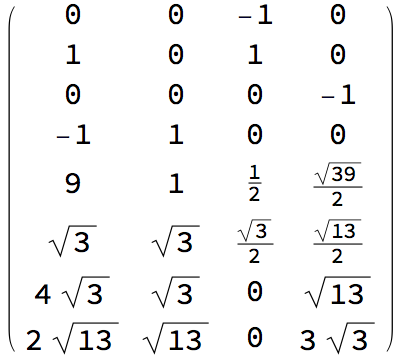 0 0 -1 0
1 0 1 0
0 0 0 -1
-1 1 0 0
9 1 1/2 √39/2
√3 √3 √3/2 √13/2
4 √3 √3 0 √13
2 √13 √13 0 3 √3